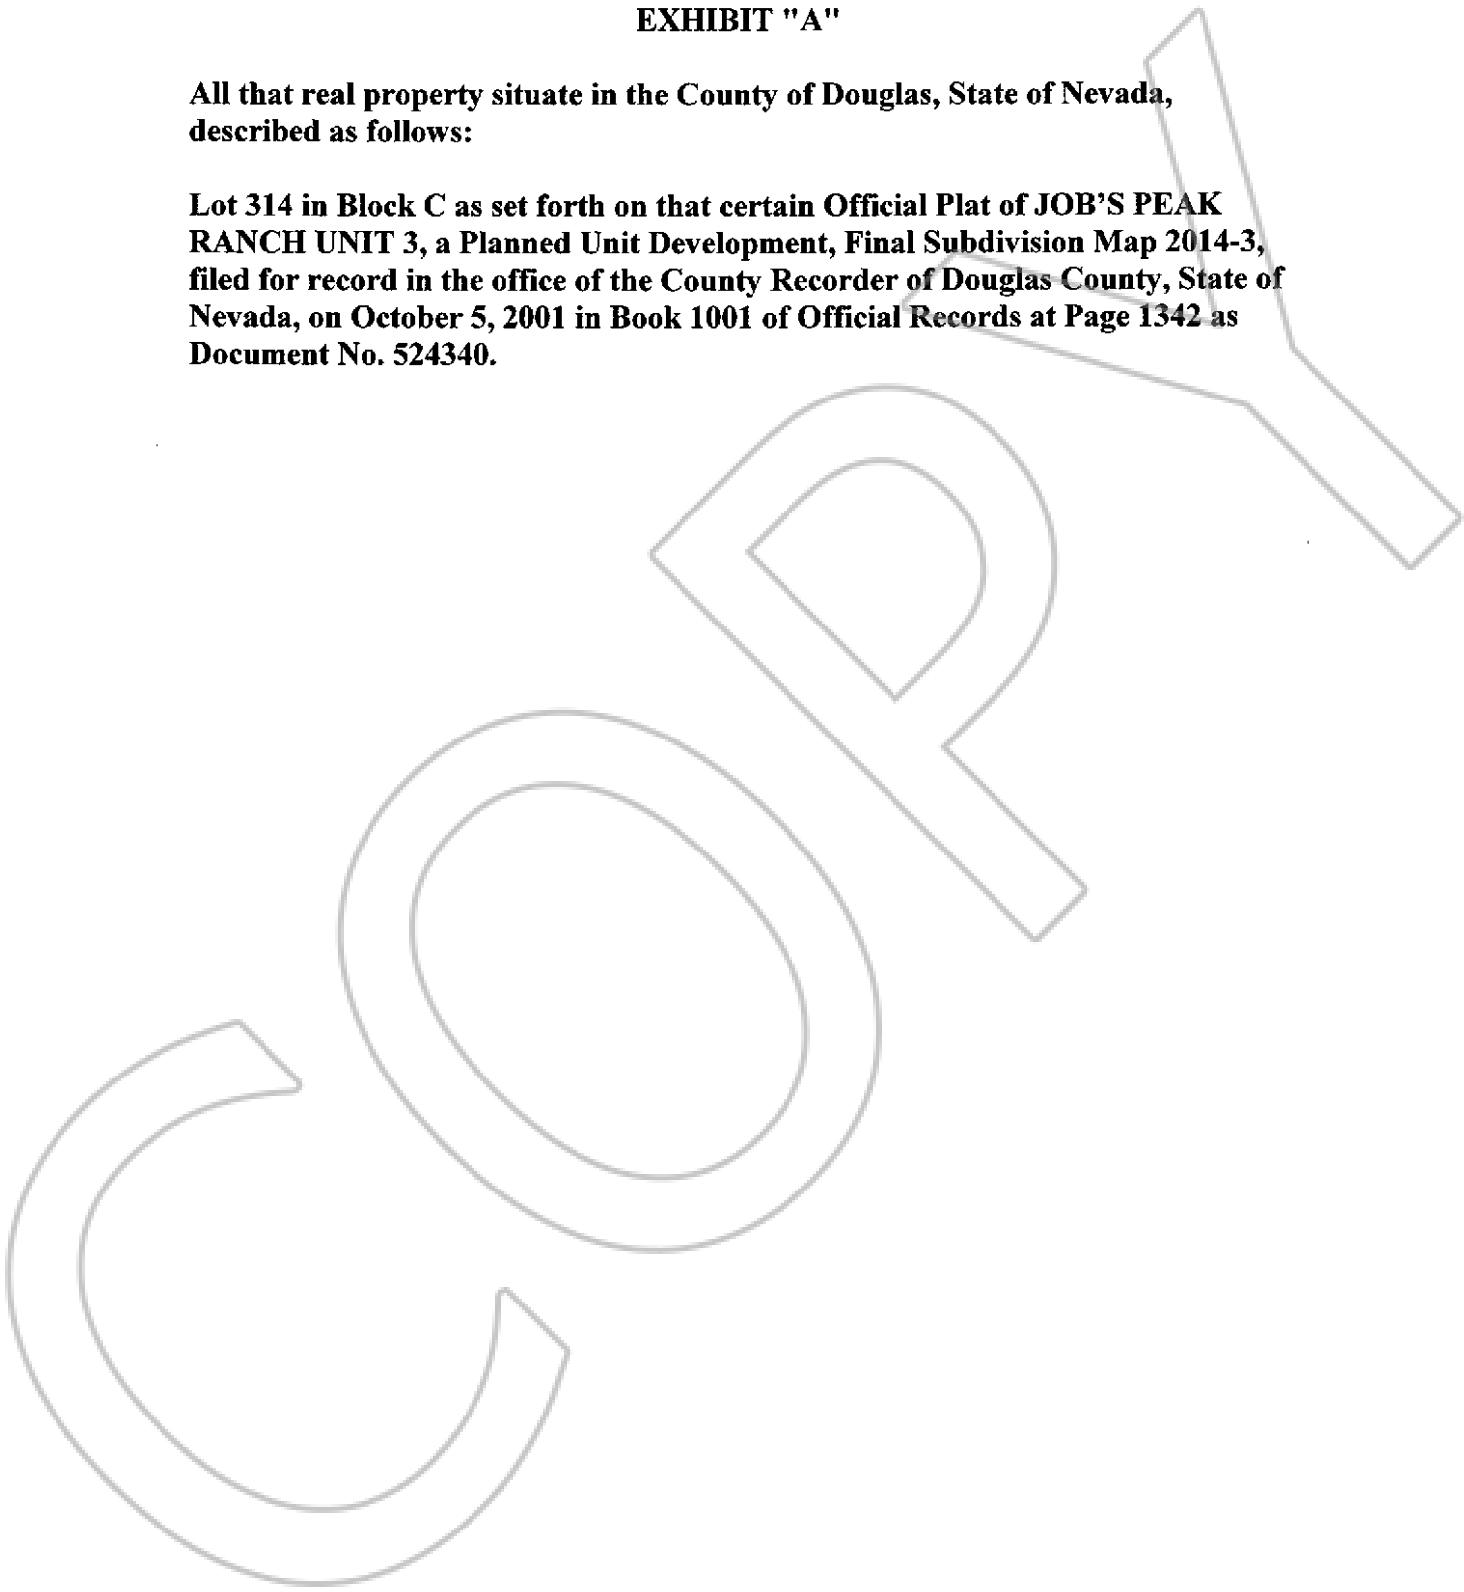 EXHIBIT "A"
All that real property situate in the County of Douglas, State of Nevada,
described as follows:
Lot 314 in Block C as set forth on that certain Official Plat of JOB'S PEAK
RANCH UNIT 3, a Planned Unit Development, Final Subdivision Map 2014-3,
filed for record in the office of the County Recorder of Douglas County, State of
Nevada, on October 5, 2001 in Book 1001 of Official Records at Page 1342 as
Document No. 524340.
COPY